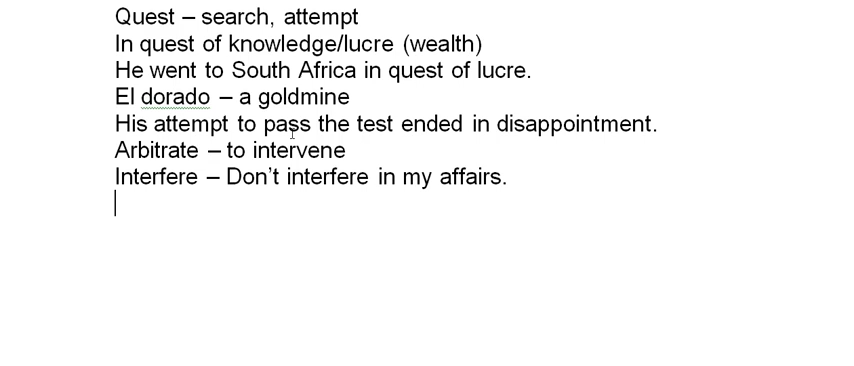 Quest – search, attempt
In quest of knowledge/lucre (wealth)
He went to South Africa in quest of lucre.
El dorado – a goldmine
His attempt to pass the test ended in disappointment.
Arbitrate – to intervene
Interfere – Don’t interfere in my affairs.